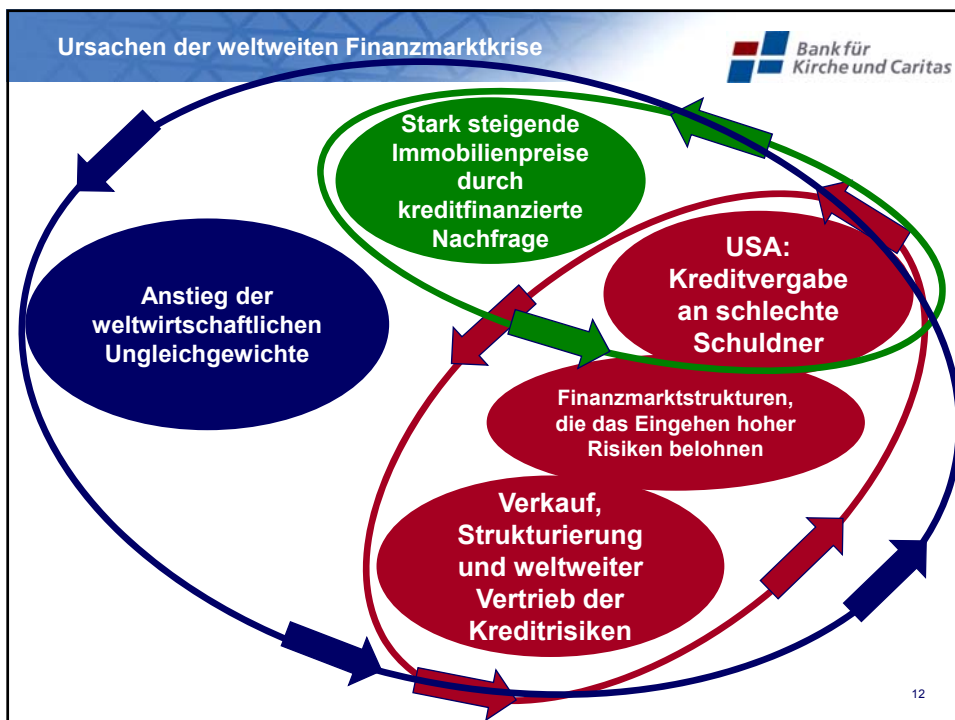 Ursachen der weltweiten Finanzmarktkrise
Bank für
Kirche und Caritas
Stark steigende
Immobilienpreise
durch
kreditfinanzierte
Nachfrage
USA:
Kreditvergabe
an schlechte
Schuldner
Anstieg der
weltwirtschaftlichen
Ungleichgewichte
Finanzmarktstrukturen,
die das Eingehen hoher
Risiken belohnen
Verkauf,
Strukturierung
und weltweiter
Vertrieb der
Kreditrisiken
12